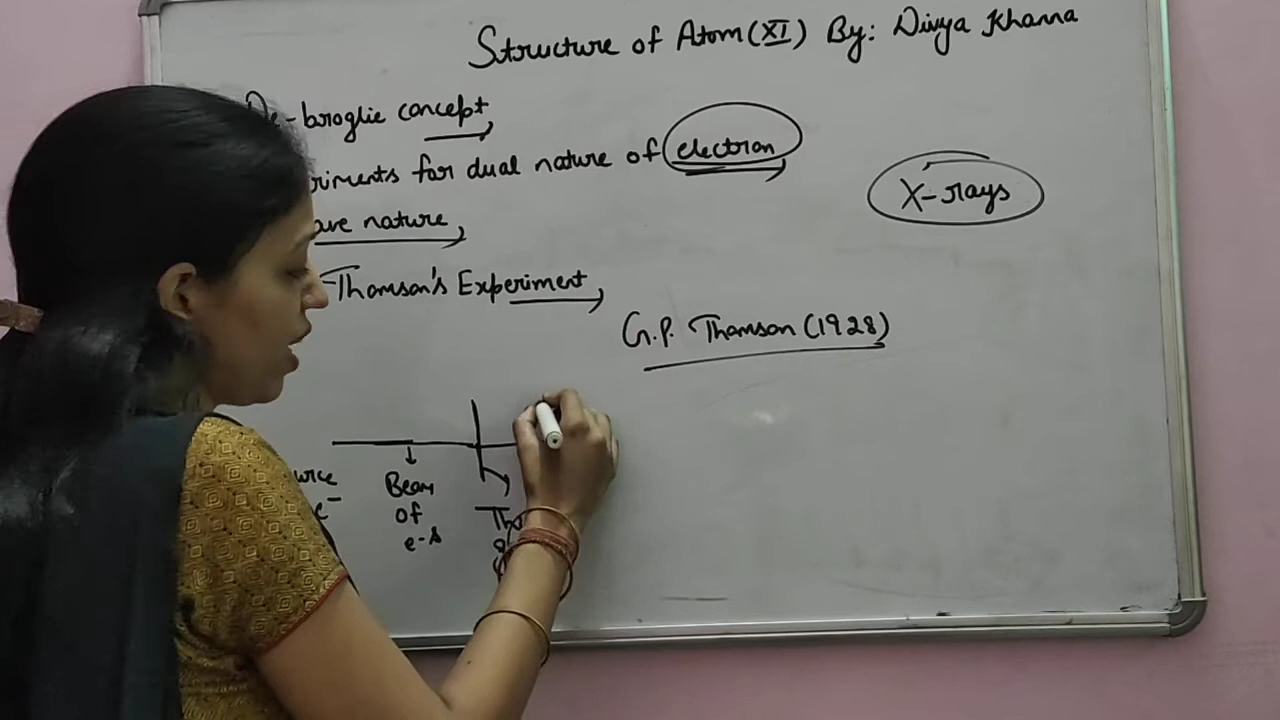 Structure of Atom (XI) By: Divya Khanna
De-broglie concept
riments for dual nature of electron
X-rays
ave nature
Thomson's Experiment
G.P. Thomson (1928)
Beam
of
e-s
e-